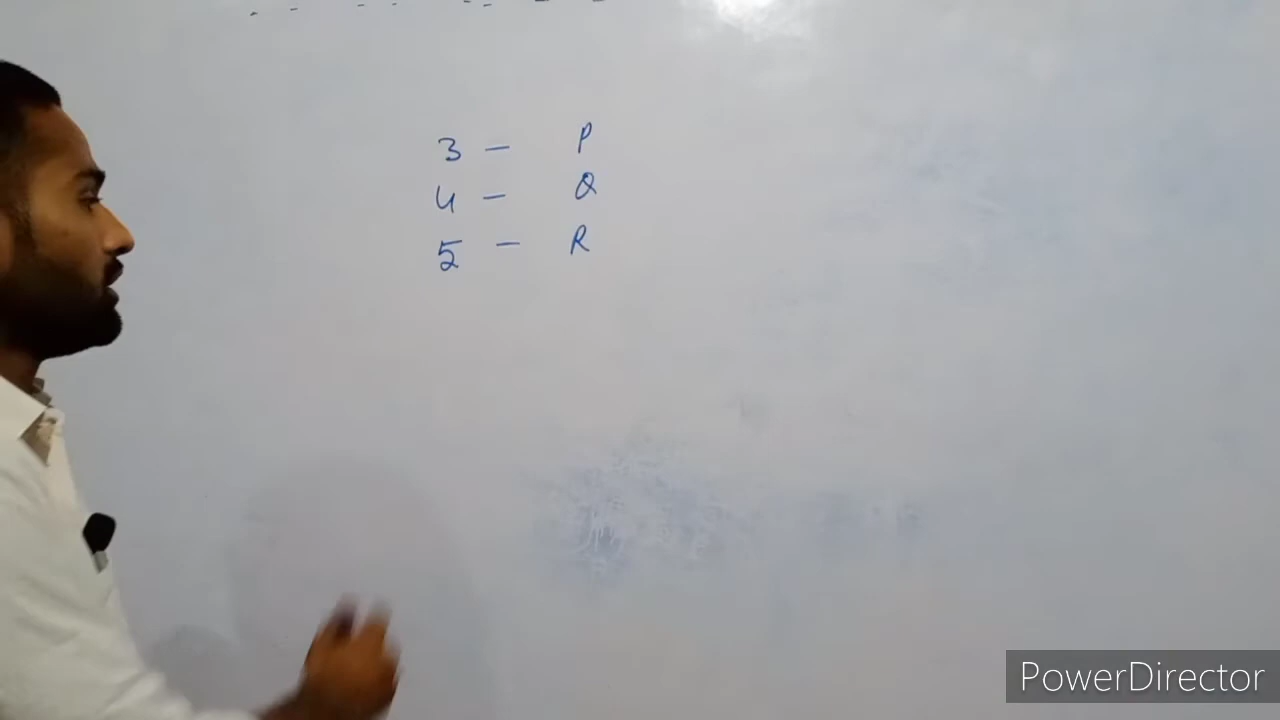 3 — P
4 — Q
5 — R
PowerDirector